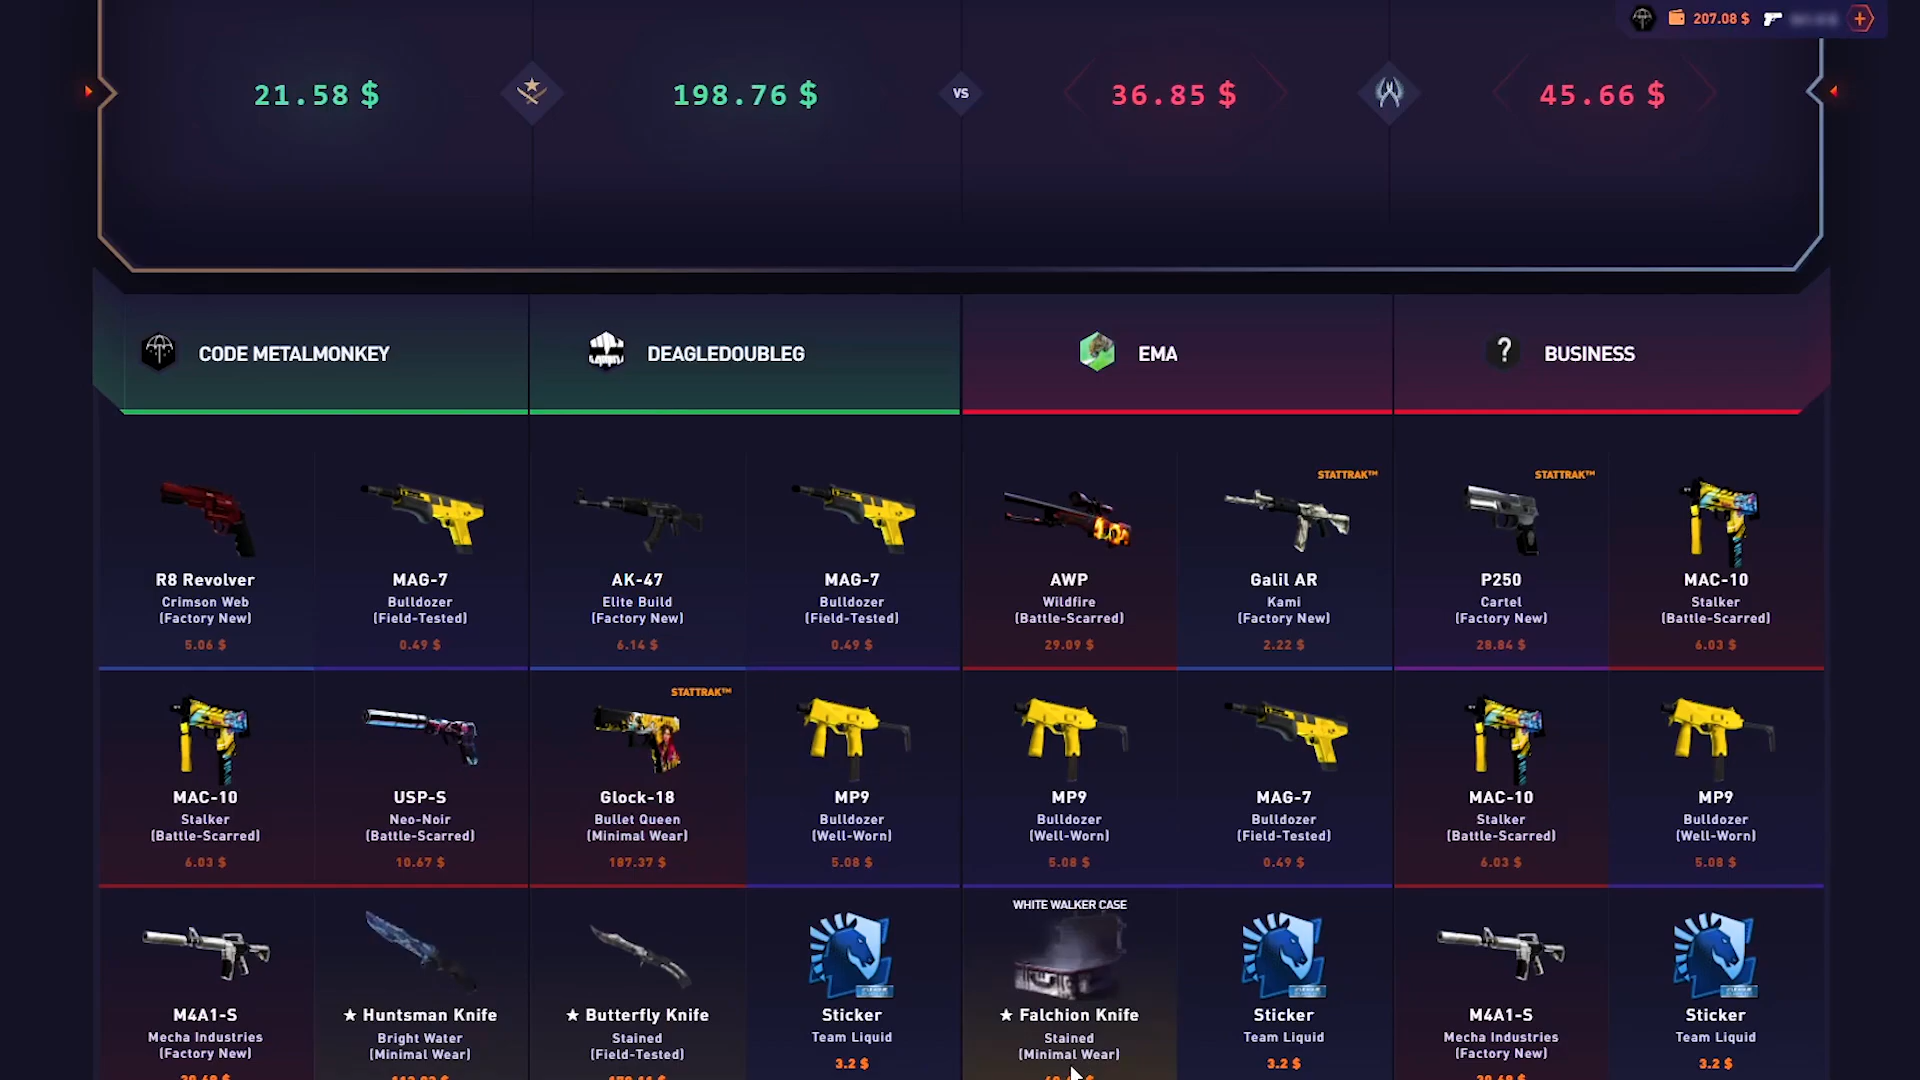 207.08 $
21.58 $
198.76 $
VS
36.85 $
45.66 $
CODE METALMONKEY
DEAGLEDOUBLEG
EMA
BUSINESS
R8 Revolver
Crimson Web
(Factory New)
5.06 $
MAG-7
Bulldozer
(Field-Tested)
0.49 $
AK-47
Elite Build
(Factory New)
6.14 $
MAG-7
Bulldozer
(Field-Tested)
0.49 $
AWP
Wildfire
(Battle-Scarred)
29.09 $
STATTRAK™
Galil AR
Kami
(Factory New)
2.22 $
STATTRAK™
P250
Cartel
(Factory New)
28.84 $
MAC-10
Stalker
(Battle-Scarred)
6.03 $
MAC-10
Stalker
(Battle-Scarred)
6.03 $
USP-S
Neo-Noir
(Battle-Scarred)
10.67 $
STATTRAK™
Glock-18
Bullet Queen
(Minimal Wear)
187.37 $
MP9
Bulldozer
(Well-Worn)
5.08 $
MP9
Bulldozer
(Well-Worn)
5.08 $
MAG-7
Bulldozer
(Field-Tested)
0.49 $
MAC-10
Stalker
(Battle-Scarred)
6.03 $
MP9
Bulldozer
(Well-Worn)
5.08 $
M4A1-S
Mecha Industries
(Factory New)
★ Huntsman Knife
Bright Water
(Minimal Wear)
★ Butterfly Knife
Stained
(Field-Tested)
Sticker
Team Liquid
3.2 $
WHITE WALKER CASE
★ Falchion Knife
Stained
(Minimal Wear)
Sticker
Team Liquid
3.2 $
M4A1-S
Mecha Industries
(Factory New)
Sticker
Team Liquid
3.2 $